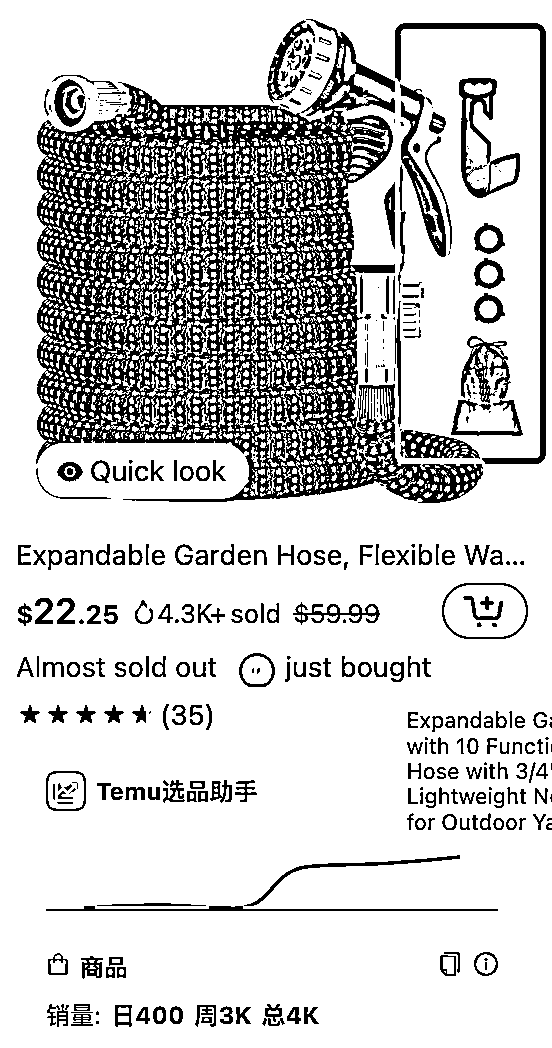 Quick look
Expandable Garden Hose, Flexible Wa...
$22.25 4.3K+ sold $59.99
Almost sold out just bought
(35)
Expandable Ga
with 10 Functi
Hose with 3/4"
Lightweight N
for Outdoor Ya
Temu选品助手
商品
销量: 日400 周3K 总4K